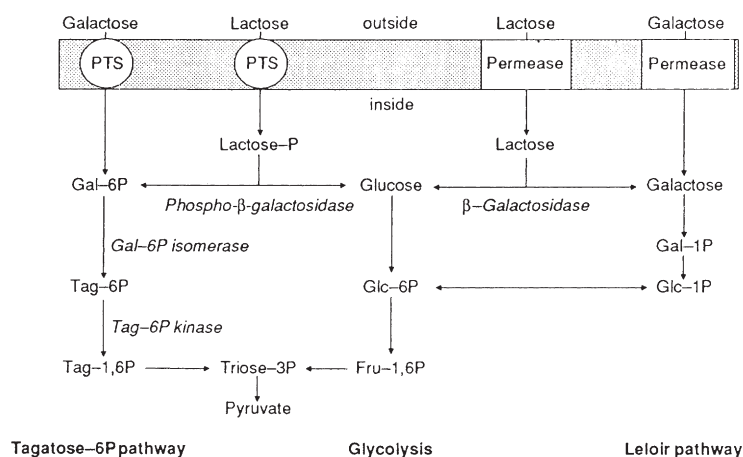 Galactose Lactose outside Lactose Galactose
PTS PTS Permease Permease
inside
Lactose–P Lactose
Gal–6P Glucose Galactose
Phospho-β-galactosidase β–Galactosidase
Gal–6P isomerase Gal–1P
Tag–6P Glc–6P Glc–1P
Tag–6P kinase
Tag–1,6P Triose–3P Fru–1,6P
Pyruvate
Tagatose–6P pathway Glycolysis Leloir pathway